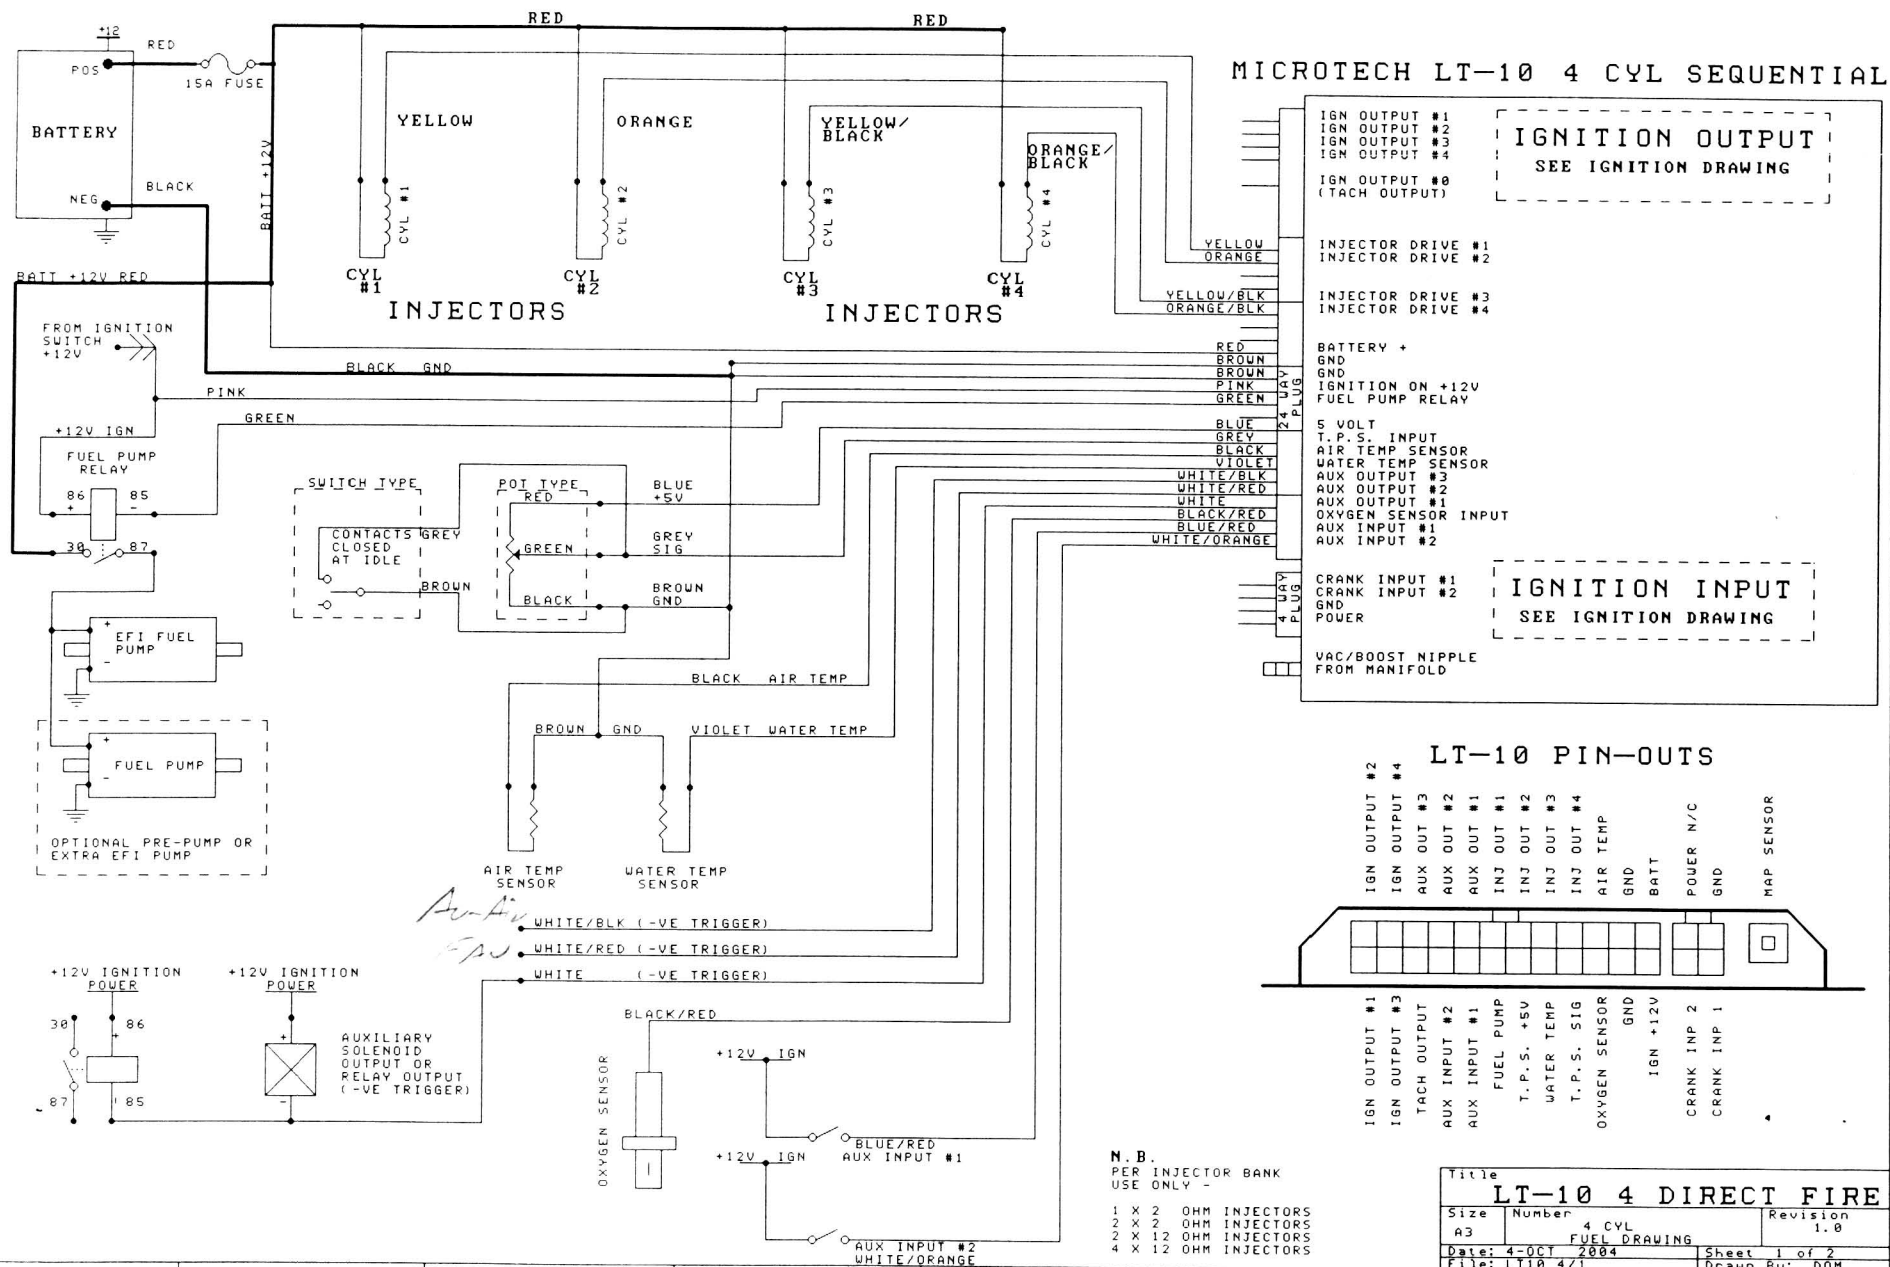 RED
RED
+12
RED
POS
15A FUSE
BATTERY
BLACK
NEG
BATT +12V
BATT +12V RED
YELLOW
ORANGE
YELLOW/
BLACK
ORANGE/
BLACK
CYL #1
CYL #2
CYL #3
CYL #4
CYL
#1
CYL
#2
CYL
#3
CYL
#4
INJECTORS
INJECTORS
FROM IGNITION
SWITCH
+12V
BLACK GND
PINK
GREEN
+12V IGN
FUEL PUMP
RELAY
86
85
+
-
30
87
SWITCH TYPE
CONTACTS
CLOSED
AT IDLE
GREY
BROWN
POT TYPE
RED
GREEN
BLACK
BLUE
+5V
GREY
SIG
BROWN
GND
+
EFI FUEL
PUMP
-
+
FUEL PUMP
-
OPTIONAL PRE-PUMP OR
EXTRA EFI PUMP
BLACK AIR TEMP
BROWN GND
VIOLET WATER TEMP
AIR TEMP
SENSOR
WATER TEMP
SENSOR
WHITE/BLK (-VE TRIGGER)
FAN
WHITE/RED (-VE TRIGGER)
WHITE (-VE TRIGGER)
+12V IGNITION
POWER
+12V IGNITION
POWER
30
86
+
87
85
+
-
AUXILIARY
SOLENOID
OUTPUT OR
RELAY OUTPUT
(-VE TRIGGER)
BLACK/RED
OXYGEN SENSOR
+12V IGN
BLUE/RED
AUX INPUT #1
+12V IGN
AUX INPUT #2
WHITE/ORANGE
MICROTECH LT-10 4 CYL SEQUENTIAL
IGN OUTPUT #1
IGN OUTPUT #2
IGN OUTPUT #3
IGN OUTPUT #4
IGN OUTPUT #0
(TACH OUTPUT)
IGNITION OUTPUT
SEE IGNITION DRAWING
YELLOW INJECTOR DRIVE #1
ORANGE INJECTOR DRIVE #2
YELLOW/BLK INJECTOR DRIVE #3
ORANGE/BLK INJECTOR DRIVE #4
RED BATTERY +
BROWN GND
BROWN GND
PINK IGNITION ON +12V
GREEN FUEL PUMP RELAY
24 WAY
PLUG
BLUE 5 VOLT
GREY T.P.S. INPUT
BLACK AIR TEMP SENSOR
VIOLET WATER TEMP SENSOR
WHITE/BLK AUX OUTPUT #3
WHITE/RED AUX OUTPUT #2
WHITE AUX OUTPUT #1
BLACK/RED OXYGEN SENSOR INPUT
BLUE/RED AUX INPUT #1
WHITE/ORANGE AUX INPUT #2
4 WAY
PLUG
CRANK INPUT #1
CRANK INPUT #2
GND
POWER
IGNITION INPUT
SEE IGNITION DRAWING
VAC/BOOST NIPPLE
FROM MANIFOLD
LT-10 PIN-OUTS
IGN OUTPUT #2
IGN OUTPUT #4
AUX OUT #3
AUX OUT #2
AUX OUT #1
INJ OUT #1
INJ OUT #2
INJ OUT #3
INJ OUT #4
AIR TEMP
GND
BATT
POWER N/C
GND
MAP SENSOR
IGN OUTPUT #1
IGN OUTPUT #3
TACH OUTPUT
AUX INPUT #2
AUX INPUT #1
FUEL PUMP
T.P.S. +5V
WATER TEMP
T.P.S. SIG
OXYGEN SENSOR
GND
IGN +12V
CRANK INP 2
CRANK INP 1
N.B.
PER INJECTOR BANK
USE ONLY -
1 X 2 OHM INJECTORS
2 X 2 OHM INJECTORS
2 X 12 OHM INJECTORS
4 X 12 OHM INJECTORS
Title
LT-10 4 DIRECT FIRE
Size
A3
Number
4 CYL
FUEL DRAWING
Revision
1.0
Date: 4-OCT 2004
Sheet 1 of 2
File: LT10 4/1
Drawn By: DOM